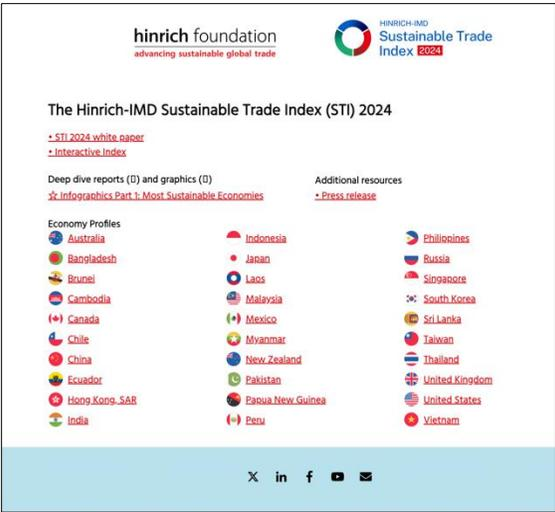 hinrich foundation
advancing sustainable global trade
HINRICH-IMD
Sustainable Trade
Index 2024
The Hinrich-IMD Sustainable Trade Index (STI) 2024
• STI 2024 white paper
• Interactive Index
Deep dive reports (▯) and graphics (▯)
☆ Infographics Part 1: Most Sustainable Economies
Additional resources
• Press release
Economy Profiles
Australia
Bangladesh
Brunei
Cambodia
Canada
Chile
China
Ecuador
Hong Kong, SAR
India
Indonesia
Japan
Laos
Malaysia
Mexico
Myanmar
New Zealand
Pakistan
Papua New Guinea
Peru
Philippines
Russia
Singapore
South Korea
Sri Lanka
Taiwan
Thailand
United Kingdom
United States
Vietnam